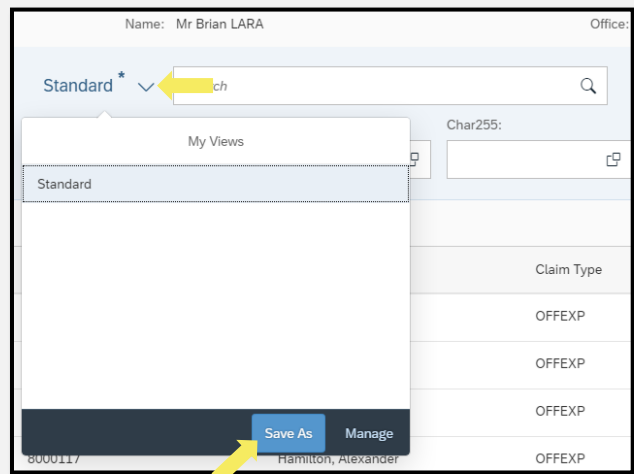 Name: Mr Brian LARA Office:
Standard * ch
My Views Char255:
Standard
Claim Type
OFFEXP
OFFEXP
OFFEXP
Save As Manage
8000117 Hamilton, Alexander OFFEXP